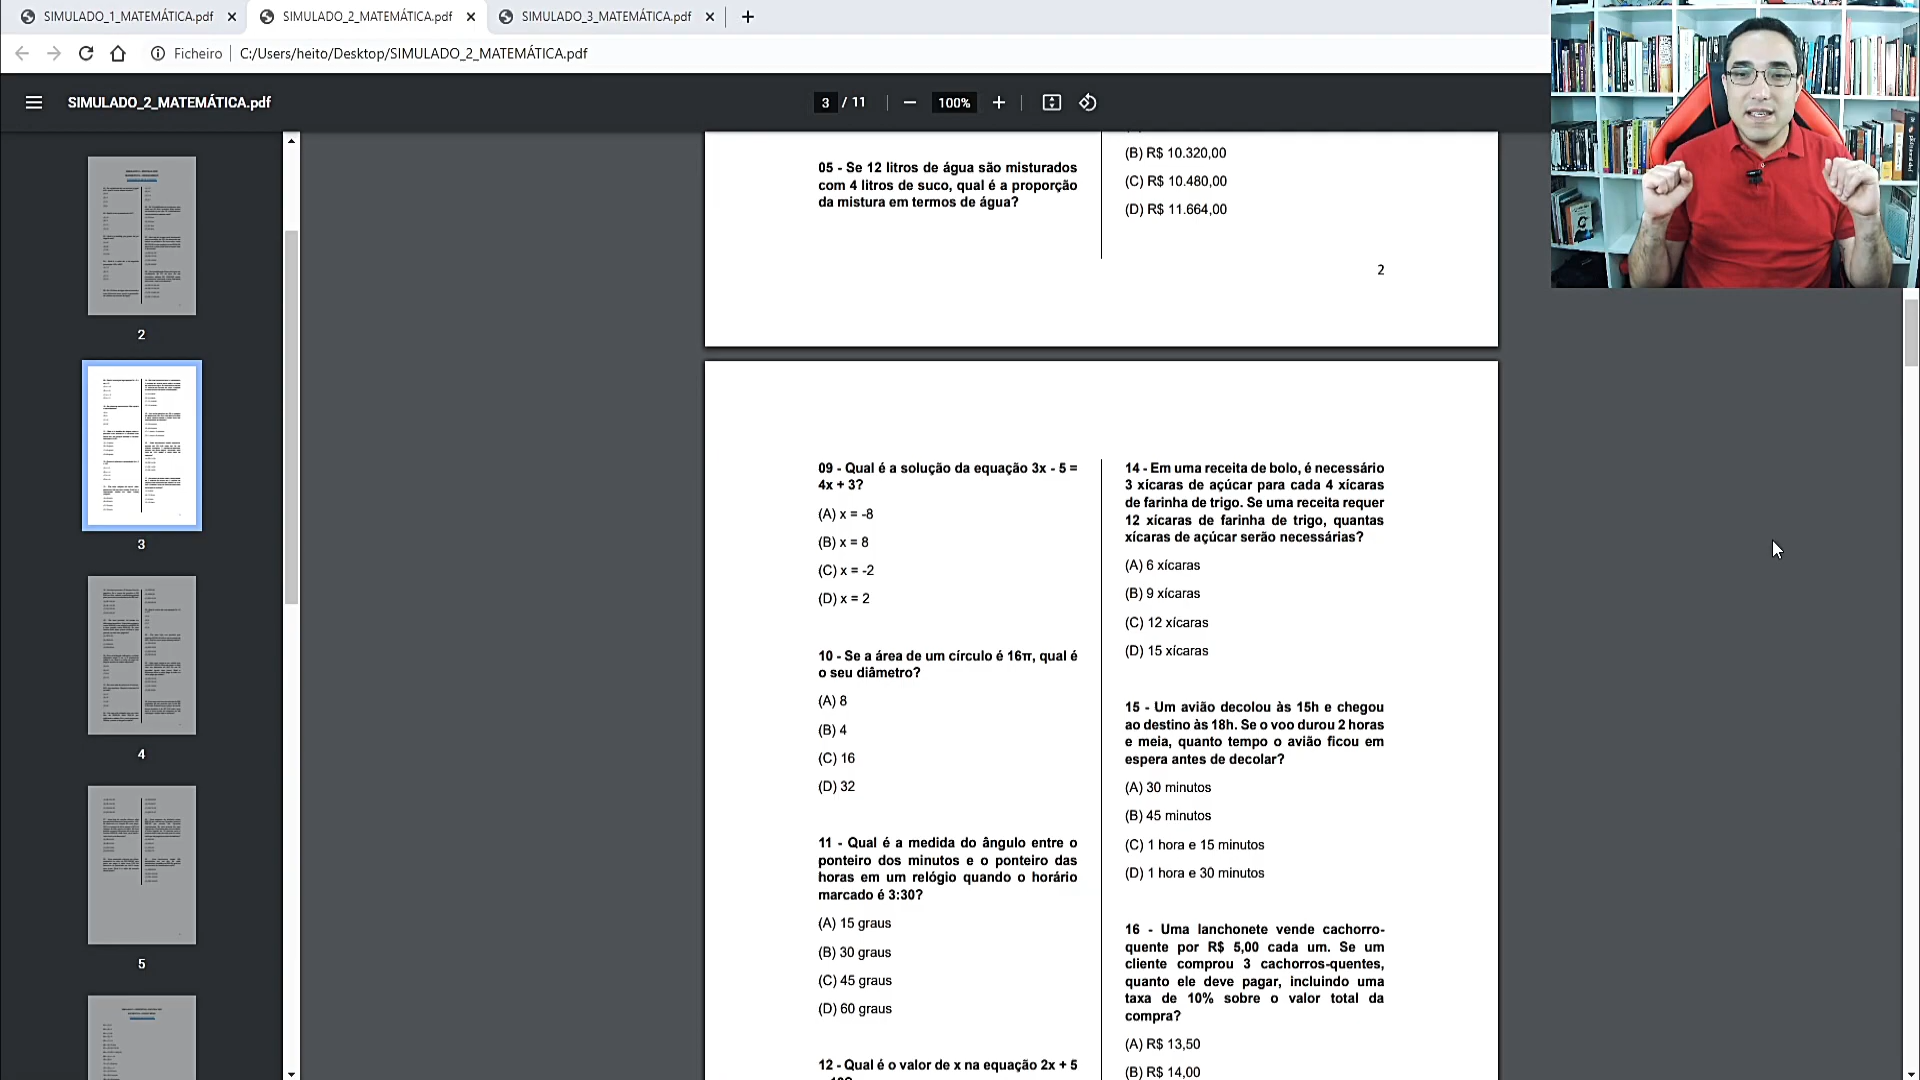 SIMULADO_1_MATEMÁTICA.pdf
SIMULADO_2_MATEMÁTICA.pdf
SIMULADO_3_MATEMÁTICA.pdf
Ficheiro
C:/Users/heito/Desktop/SIMULADO_2_MATEMÁTICA.pdf
SIMULADO_2_MATEMÁTICA.pdf
3 / 11
100%
2
3
4
5
05 - Se 12 litros de água são misturados
com 4 litros de suco, qual é a proporção
da mistura em termos de água?
(B) R$ 10.320,00
(C) R$ 10.480,00
(D) R$ 11.664,00
2
09 - Qual é a solução da equação 3x - 5 =
4x + 3?
(A) x = -8
(B) x = 8
(C) x = -2
(D) x = 2
10 - Se a área de um círculo é 16π, qual é
o seu diâmetro?
(A) 8
(B) 4
(C) 16
(D) 32
11 - Qual é a medida do ângulo entre o
ponteiro dos minutos e o ponteiro das
horas em um relógio quando o horário
marcado é 3:30?
(A) 15 graus
(B) 30 graus
(C) 45 graus
(D) 60 graus
12 - Qual é o valor de x na equação 2x + 5
14 - Em uma receita de bolo, é necessário
3 xícaras de açúcar para cada 4 xícaras
de farinha de trigo. Se uma receita requer
12 xícaras de farinha de trigo, quantas
xícaras de açúcar serão necessárias?
(A) 6 xícaras
(B) 9 xícaras
(C) 12 xícaras
(D) 15 xícaras
15 - Um avião decolou às 15h e chegou
ao destino às 18h. Se o voo durou 2 horas
e meia, quanto tempo o avião ficou em
espera antes de decolar?
(A) 30 minutos
(B) 45 minutos
(C) 1 hora e 15 minutos
(D) 1 hora e 30 minutos
16 - Uma lanchonete vende cachorro-
quente por R$ 5,00 cada um. Se um
cliente comprou 3 cachorros-quentes,
quanto ele deve pagar, incluindo uma
taxa de 10% sobre o valor total da
compra?
(A) R$ 13,50
(B) R$ 14,00